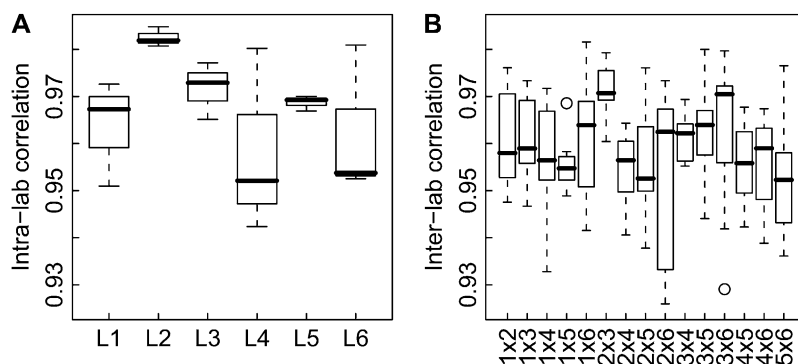 A
Intra-lab correlation
0.97
0.95
0.93
L1 L2 L3 L4 L5 L6
B
Inter-lab correlation
0.97
0.95
0.93
1x2 1x3 1x4 1x5 1x6 2x3 2x4 2x5 2x6 3x4 3x5 3x6 4x5 4x6 5x6